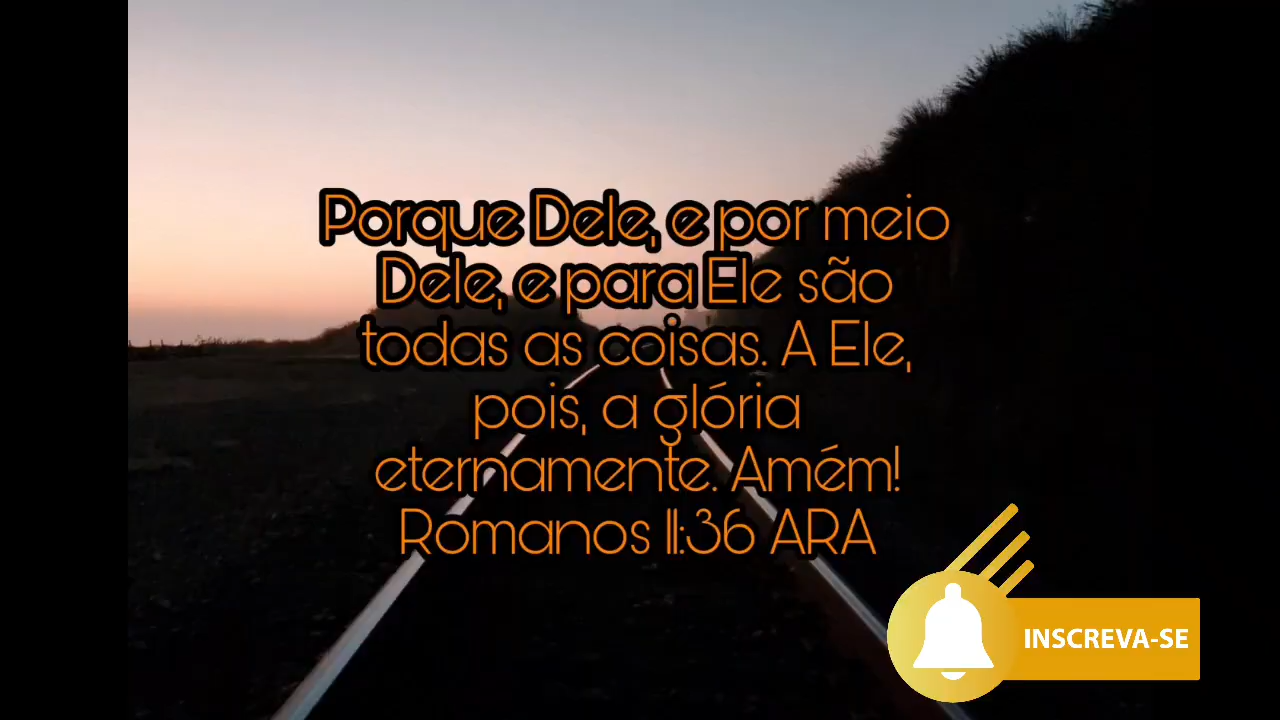 Porque Dele, e por meio
Dele, e para Ele são
todas as coisas. A Ele,
pois, a glória
eternamente. Amém!
Romanos 11:36 ARA
INSCREVA-SE